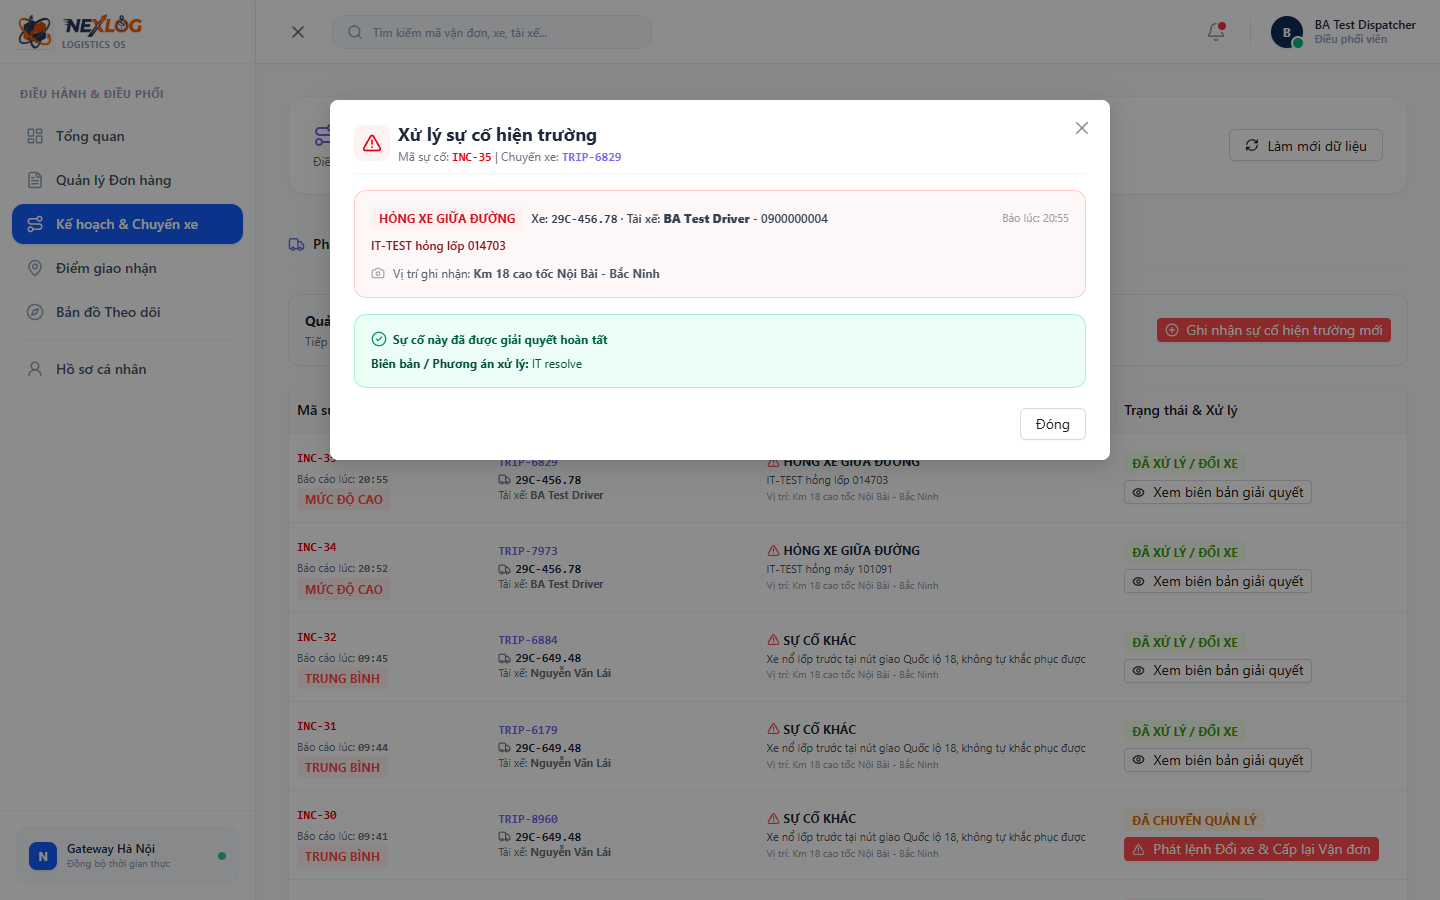 NEXLOG
LOGISTICS OS
Tìm kiếm mã vận đơn, xe, tài xế...
B
BA Test Dispatcher
Điều phối viên
ĐIỀU HÀNH & ĐIỀU PHỐI
Tổng quan
Quản lý Đơn hàng
Kế hoạch & Chuyến xe
Điểm giao nhận
Bản đồ Theo dõi
Hồ sơ cá nhân
N
Gateway Hà Nội
Đồng bộ thời gian thực
Làm mới dữ liệu
Ghi nhận sự cố hiện trường mới
Xử lý sự cố hiện trường
Mã sự cố: INC-35 | Chuyến xe: TRIP-6829
HỎNG XE GIỮA ĐƯỜNG Xe: 29C-456.78 · Tài xế: BA Test Driver - 0900000004 Báo lúc: 20:55
IT-TEST hỏng lốp 014703
Vị trí ghi nhận: Km 18 cao tốc Nội Bài - Bắc Ninh
Sự cố này đã được giải quyết hoàn tất
Biên bản / Phương án xử lý: IT resolve
Đóng
Trạng thái & Xử lý
Báo cáo lúc: 20:55
MỨC ĐỘ CAO
TRIP-6829
29C-456.78
Tài xế: BA Test Driver
HỎNG XE GIỮA ĐƯỜNG
IT-TEST hỏng lốp 014703
Vị trí: Km 18 cao tốc Nội Bài - Bắc Ninh
ĐÃ XỬ LÝ / ĐỔI XE
Xem biên bản giải quyết
INC-34
Báo cáo lúc: 20:52
MỨC ĐỘ CAO
TRIP-7973
29C-456.78
Tài xế: BA Test Driver
HỎNG XE GIỮA ĐƯỜNG
IT-TEST hỏng máy 101091
Vị trí: Km 18 cao tốc Nội Bài - Bắc Ninh
ĐÃ XỬ LÝ / ĐỔI XE
Xem biên bản giải quyết
INC-32
Báo cáo lúc: 09:45
TRUNG BÌNH
TRIP-6884
29C-649.48
Tài xế: Nguyễn Văn Lái
SỰ CỐ KHÁC
Xe nổ lốp trước tại nút giao Quốc lộ 18, không tự khắc phục được
Vị trí: Km 18 cao tốc Nội Bài - Bắc Ninh
ĐÃ XỬ LÝ / ĐỔI XE
Xem biên bản giải quyết
INC-31
Báo cáo lúc: 09:44
TRUNG BÌNH
TRIP-6179
29C-649.48
Tài xế: Nguyễn Văn Lái
SỰ CỐ KHÁC
Xe nổ lốp trước tại nút giao Quốc lộ 18, không tự khắc phục được
Vị trí: Km 18 cao tốc Nội Bài - Bắc Ninh
ĐÃ XỬ LÝ / ĐỔI XE
Xem biên bản giải quyết
INC-30
Báo cáo lúc: 09:41
TRUNG BÌNH
TRIP-8960
29C-649.48
Tài xế: Nguyễn Văn Lái
SỰ CỐ KHÁC
Xe nổ lốp trước tại nút giao Quốc lộ 18, không tự khắc phục được
Vị trí: Km 18 cao tốc Nội Bài - Bắc Ninh
ĐÃ CHUYỂN QUẢN LÝ
Phát lệnh Đổi xe & Cấp lại Vận đơn